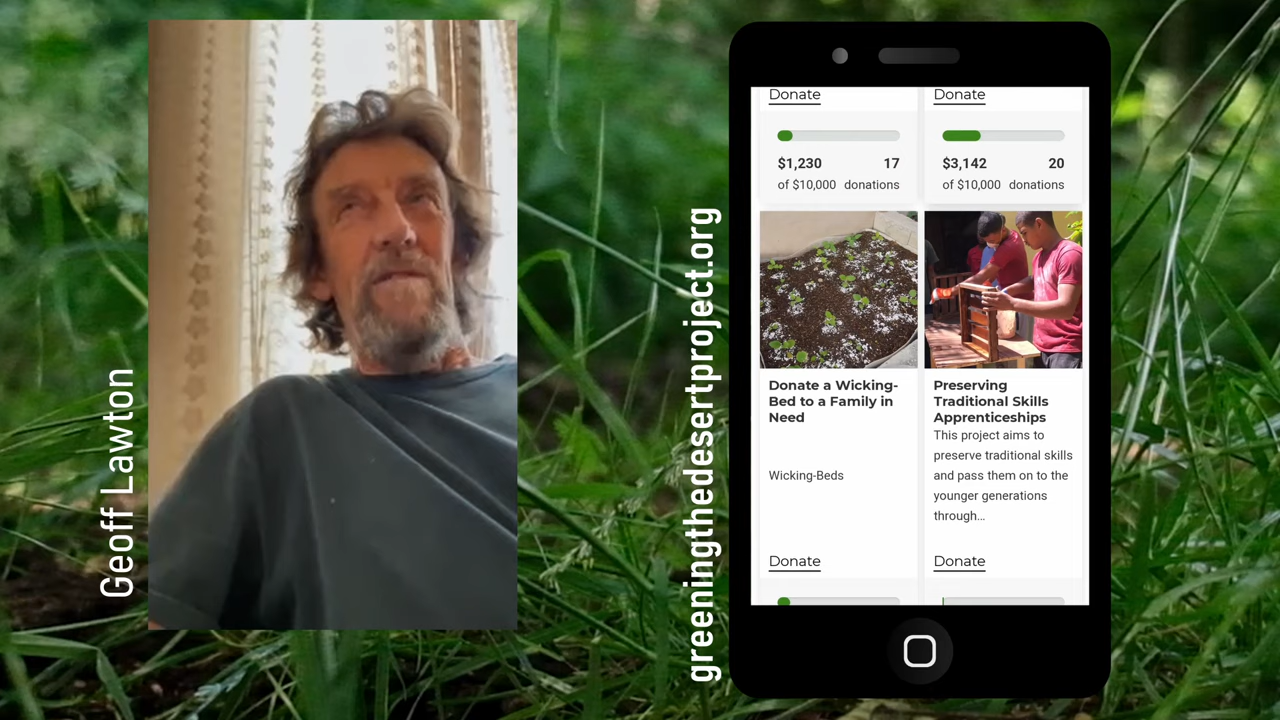 Geoff Lawton
greeningthedesertproject.org
Donate
Donate
$1,230 17
of $10,000 donations
$3,142 20
of $10,000 donations
Donate a Wicking-
Bed to a Family in
Need
Wicking-Beds
Donate
Preserving
Traditional Skills
Apprenticeships
This project aims to
preserve traditional skills
and pass them on to the
younger generations
through...
Donate